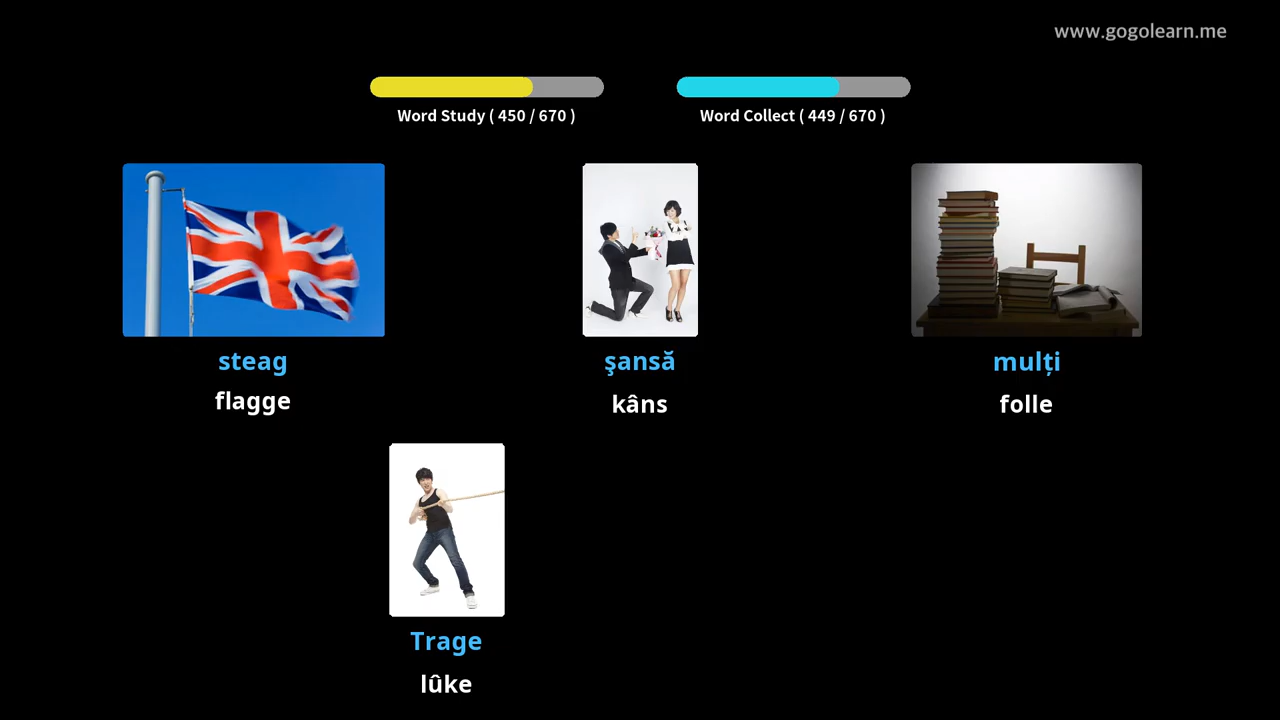 www.gogolearn.me
Word Study ( 450 / 670 )
Word Collect ( 449 / 670 )
steag
flagge
şansă
kâns
mulți
folle
Trage
lûke